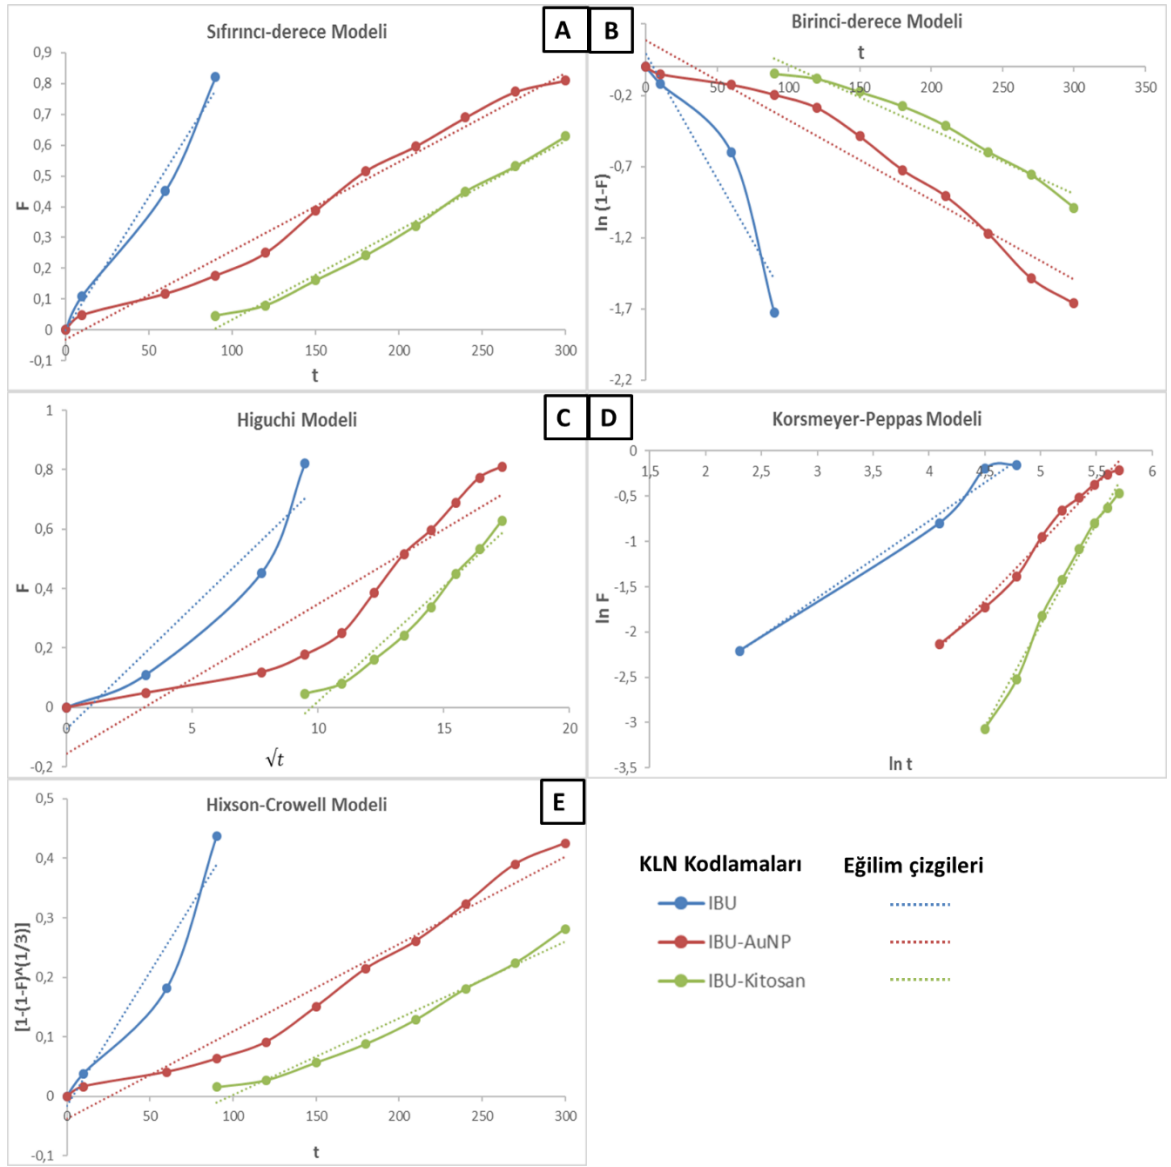 Sıfırıncı-derece Modeli
A
0,9
0,8
0,7
0,6
0,5
0,4
0,3
0,2
0,1
0
-0,1
F
0 50 100 150 200 250 300
t
B
Birinci-derece Modeli
t
0 50 100 150 200 250 300 350
-0,2
-0,7
-1,2
-1,7
-2,2
ln (1-F)
Higuchi Modeli
C
1
0,8
0,6
0,4
0,2
0
-0,2
F
0 5 10 15 20
√t
D
Korsmeyer-Peppas Modeli
0
1,5 2 2,5 3 3,5 4 4,5 5 5,5 6
-0,5
-1
-1,5
-2
-2,5
-3
-3,5
ln F
ln t
Hixson-Crowell Modeli
E
0,5
0,4
0,3
0,2
0,1
0
-0,1
[1-(1-F)^(1/3)]
0 50 100 150 200 250 300
t
KLN Kodlamaları Eğilim çizgileri
IBU
IBU-AuNP
IBU-Kitosan